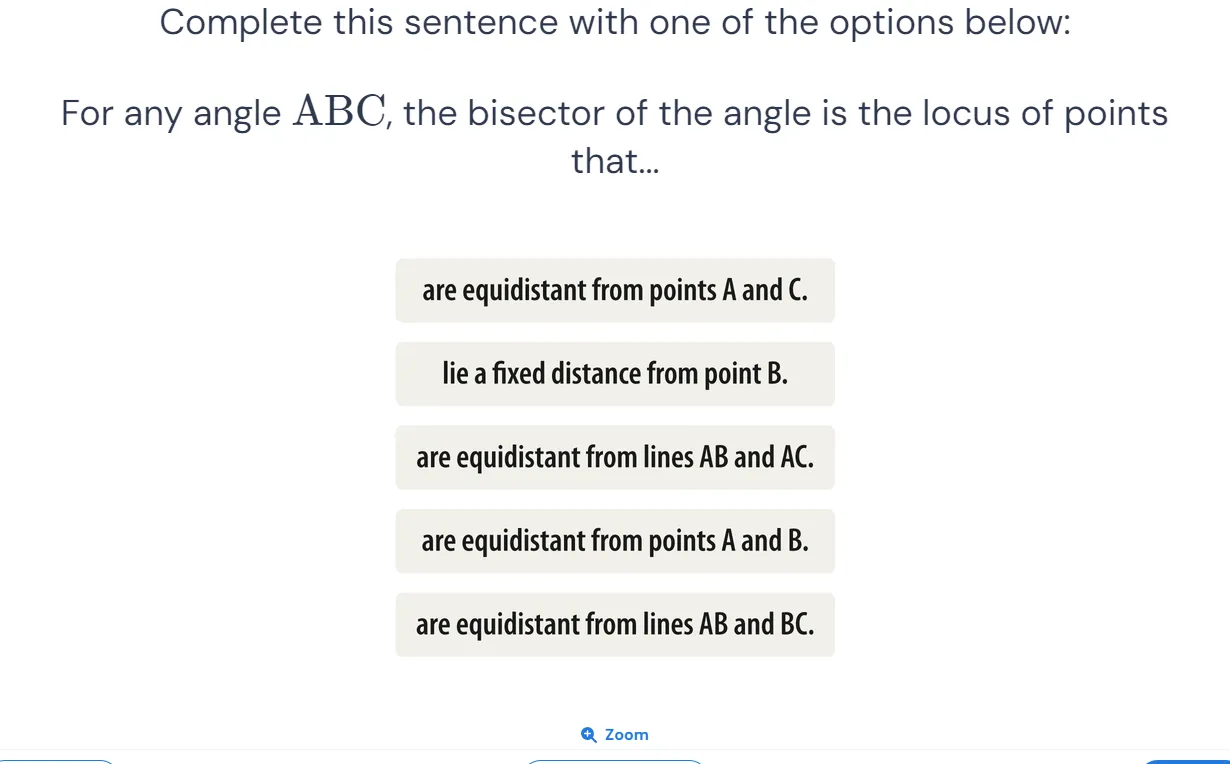 Complete this sentence with one of the options below:
For any angle ABC, the bisector of the angle is the locus of points
that...
are equidistant from points A and C.
lie a fixed distance from point B.
are equidistant from lines AB and AC.
are equidistant from points A and B.
are equidistant from lines AB and BC.
Zoom